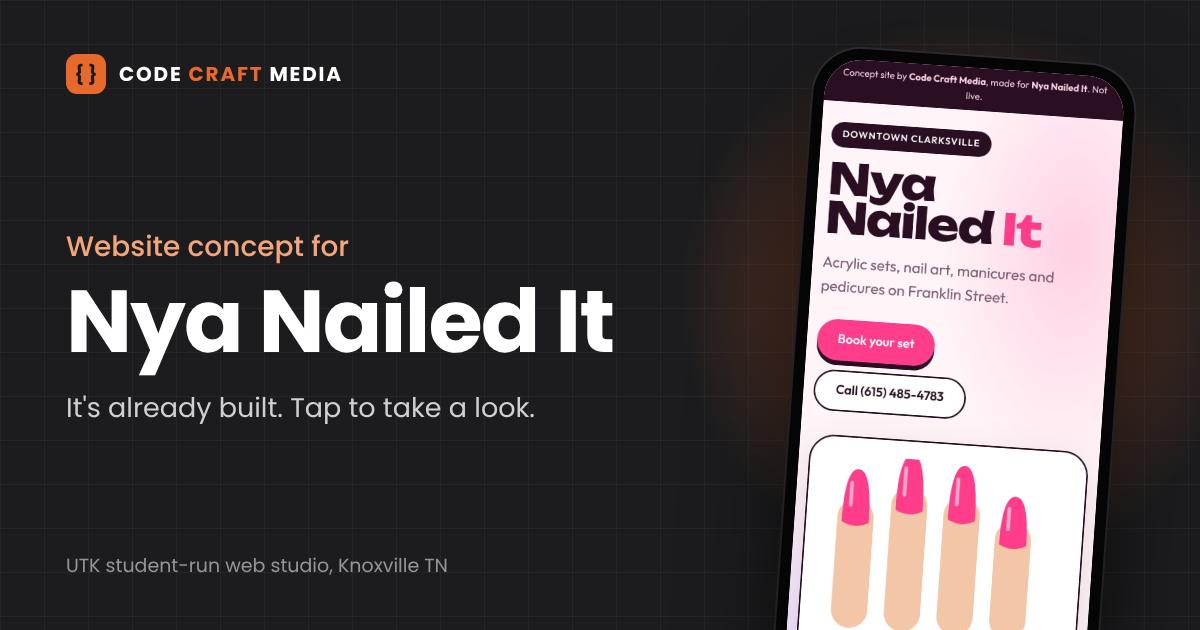 { } CODE CRAFT MEDIA
Website concept for
Nya Nailed It
It's already built. Tap to take a look.
UTK student-run web studio, Knoxville TN
Concept site by Code Craft Media, made for Nya Nailed It. Not
live.
DOWNTOWN CLARKSVILLE
Nya
Nailed It
Acrylic sets, nail art, manicures and
pedicures on Franklin Street.
Book your set
Call (615) 485-4783